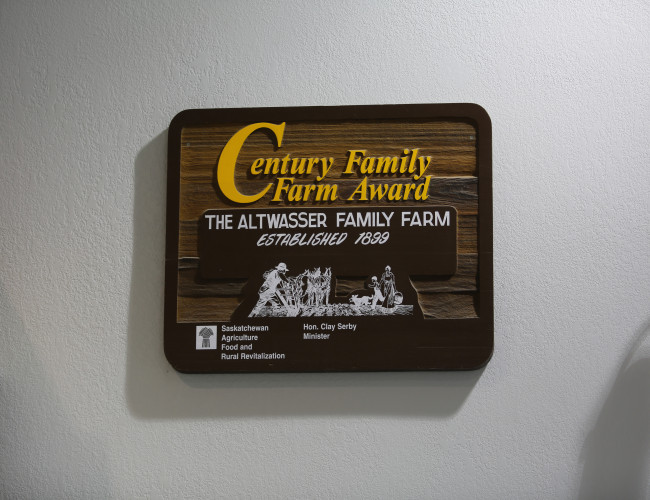 Century Family
Farm Award
THE ALTWASSER FAMILY FARM
ESTABLISHED 1899
Saskatchewan
Agriculture
Food and
Rural Revitalization
Hon. Clay Serby
Minister